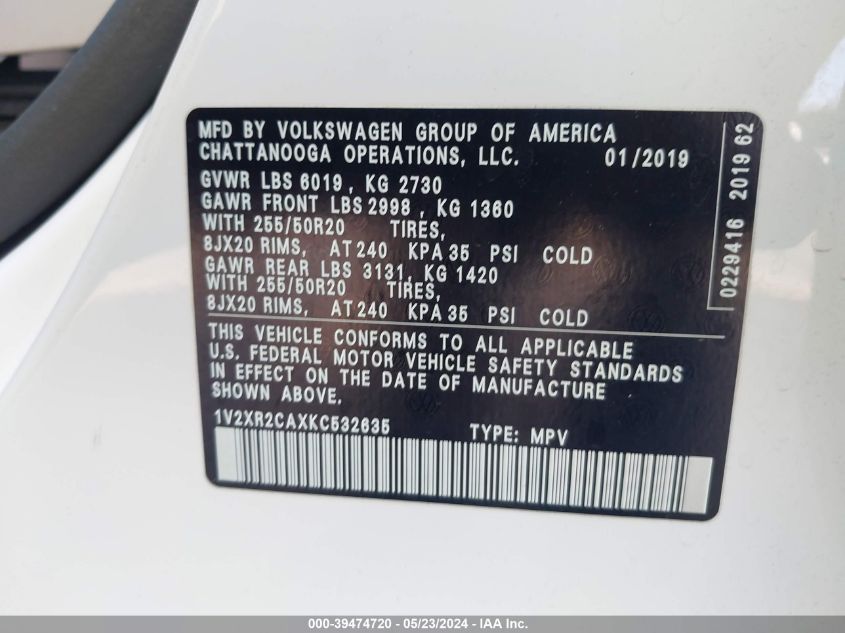 MFD BY VOLKSWAGEN GROUP OF AMERICA
CHATTANOOGA OPERATIONS, LLC. 01/2019
GVWR LBS 6019, KG 2730
GAWR FRONT LBS 2998, KG 1360
WITH 255/50R20 TIRES,
8JX20 RIMS, AT 240 KPA 35 PSI COLD
GAWR REAR LBS 3131, KG 1420
WITH 255/50R20 TIRES,
8JX20 RIMS, AT 240 KPA 35 PSI COLD
THIS VEHICLE CONFORMS TO ALL APPLICABLE
U.S. FEDERAL MOTOR VEHICLE SAFETY STANDARDS
IN EFFECT ON THE DATE OF MANUFACTURE
SHOWN ABOVE.
1V2XR2CAXKC532635 TYPE: MPV
0229416 2019 62
000-39474720 - 05/23/2024 - IAA Inc.